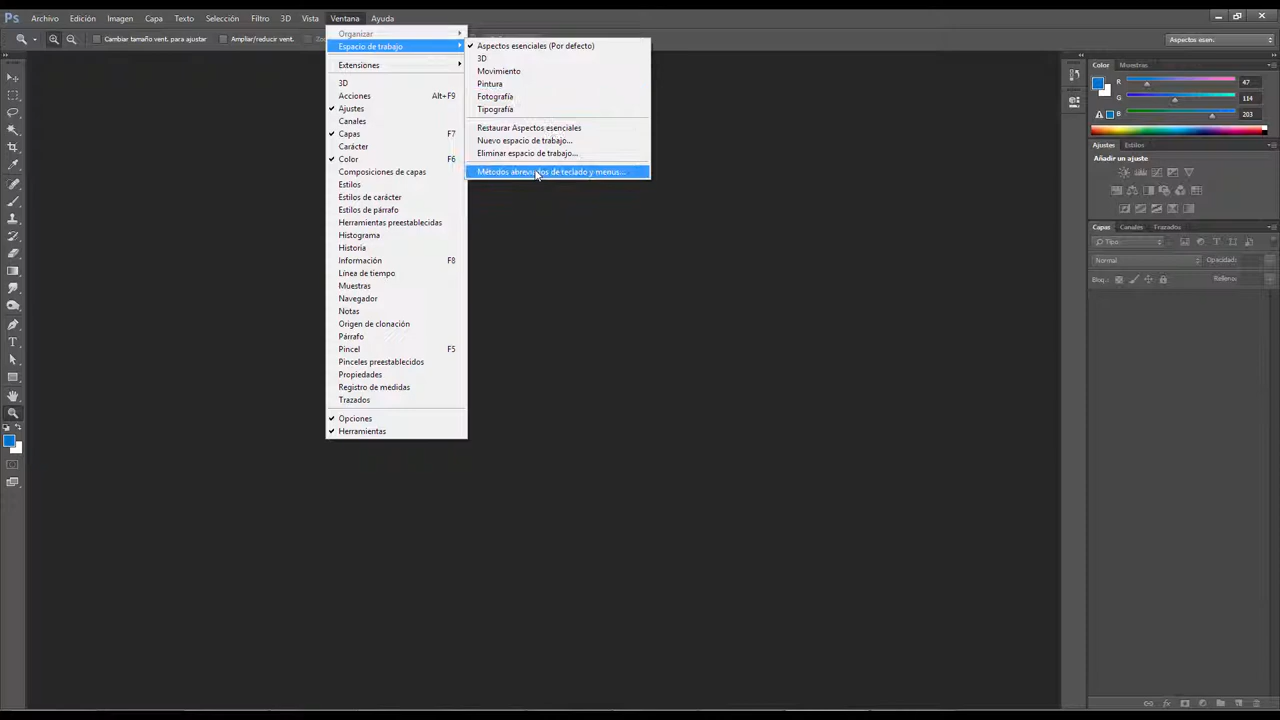 Ps Archivo Edición Imagen Capa Texto Selección Filtro 3D Vista Ventana Ayuda
Cambiar tamaño vent. para ajustar Ampliar/reducir vent. Aspectos esen.
Organizar
Espacio de trabajo
Extensiones
3D
Acciones Alt+F9
Ajustes
Canales
Capas F7
Carácter
Color F6
Composiciones de capas
Estilos
Estilos de carácter
Estilos de párrafo
Herramientas preestablecidas
Histograma
Historia
Información F8
Línea de tiempo
Muestras
Navegador
Notas
Origen de clonación
Párrafo
Pincel F5
Pinceles preestablecidos
Propiedades
Registro de medidas
Trazados
Opciones
Herramientas
Aspectos esenciales (Por defecto)
3D
Movimiento
Pintura
Fotografía
Tipografía
Restaurar Aspectos esenciales
Nuevo espacio de trabajo...
Eliminar espacio de trabajo...
Métodos abreviados de teclado y menús...
Color Muestras
R 47
G 114
B 203
Ajustes Estilos
Añadir un ajuste
Capas Canales Trazados
Tipo
Normal Opacidad:
Bloq.: Relleno: